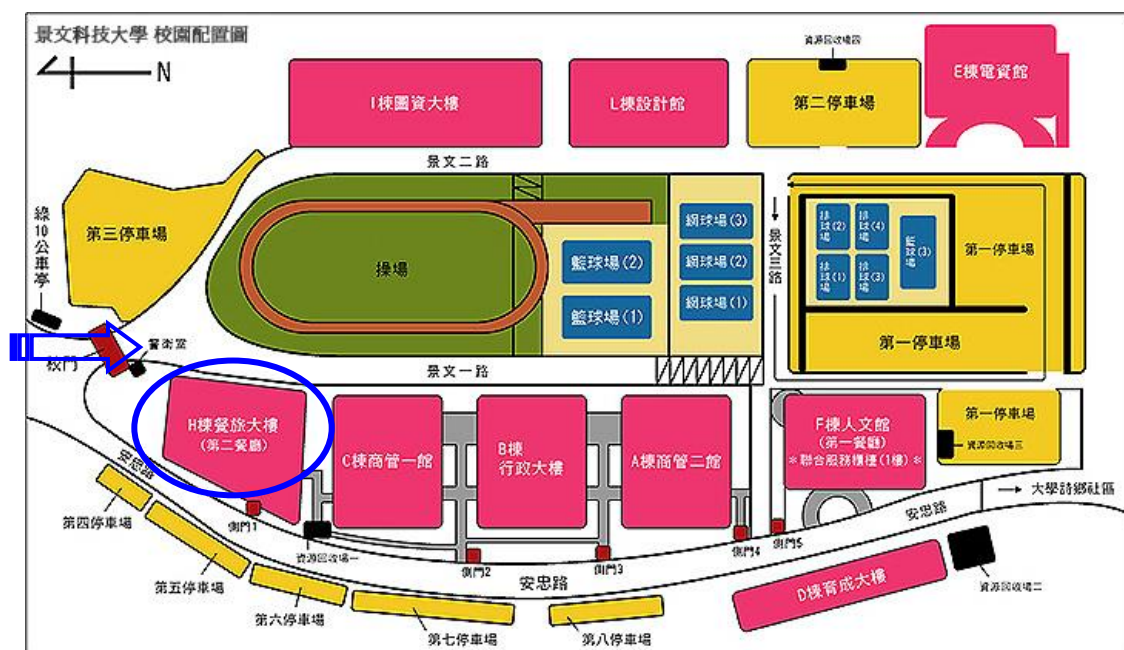 景文科技大學 校園配置圖
N
資源回收場四
I棟圖資大樓
L棟設計館
第二停車場
E棟電資館
景文二路
綠10公車亭
第三停車場
操場
籃球場(2)
籃球場(1)
網球場(3)
網球場(2)
網球場(1)
景文三路
排球場(2)
排球場(4)
籃球場(3)
排球場(1)
排球場(3)
第一停車場
第一停車場
警衛室
校門
景文一路
H棟餐旅大樓
(第二餐廳)
C棟商管一館
B棟
行政大樓
A棟商管二館
F棟人文館
(第一餐廳)
*聯合服務櫃檯(1樓)*
第一停車場
資源回收場三
安忠路
大學詩鄉社區
安忠路
第四停車場
側門1
資源回收場一
側門2
安忠路
側門3
側門4
側門5
第五停車場
第六停車場
第七停車場
第八停車場
D棟育成大樓
資源回收場二